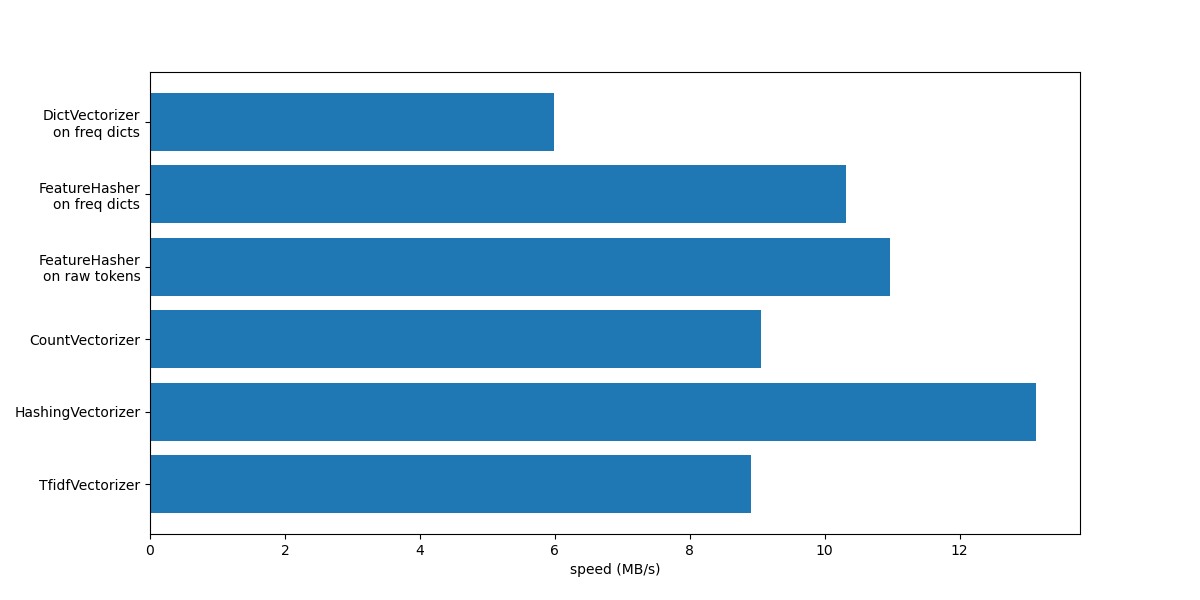 DictVectorizer
on freq dicts
FeatureHasher
on freq dicts
FeatureHasher
on raw tokens
CountVectorizer
HashingVectorizer
TfidfVectorizer
0 2 4 6 8 10 12
speed (MB/s)